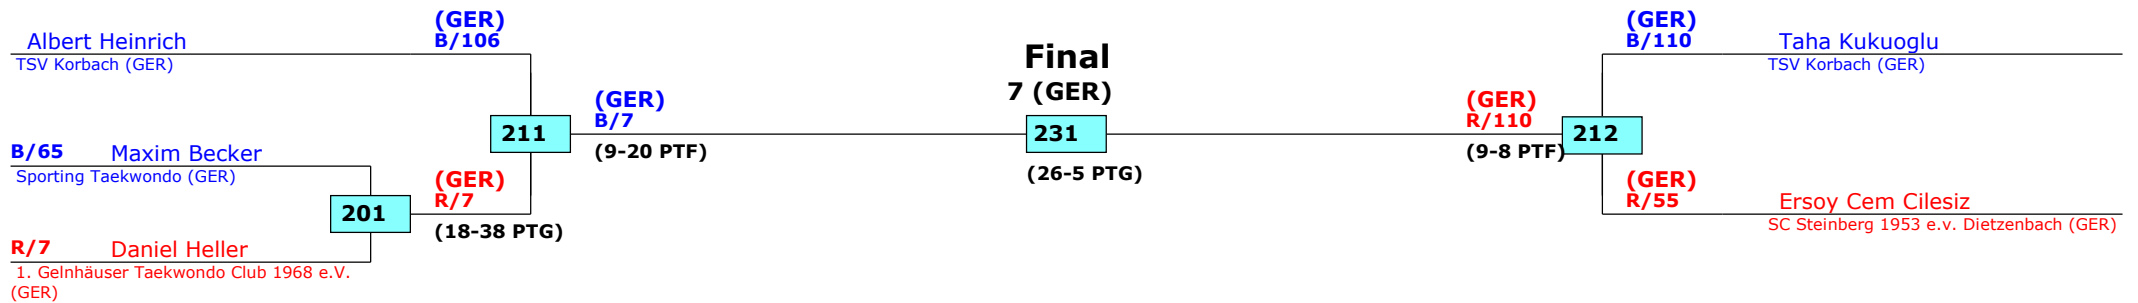 (GER)
B/106
Albert Heinrich
TSV Korbach (GER)
B/65
Maxim Becker
Sporting Taekwondo (GER)
R/7
Daniel Heller
1. Gelnhäuser Taekwondo Club 1968 e.V.
(GER)
201
(GER)
R/7
(18-38 PTG)
211
(GER)
B/7
(9-20 PTF)
Final
7 (GER)
231
(26-5 PTG)
(GER)
R/110
(9-8 PTF)
212
(GER)
B/110
Taha Kukuoglu
TSV Korbach (GER)
(GER)
R/55
Ersoy Cem Cilesiz
SC Steinberg 1953 e.v. Dietzenbach (GER)